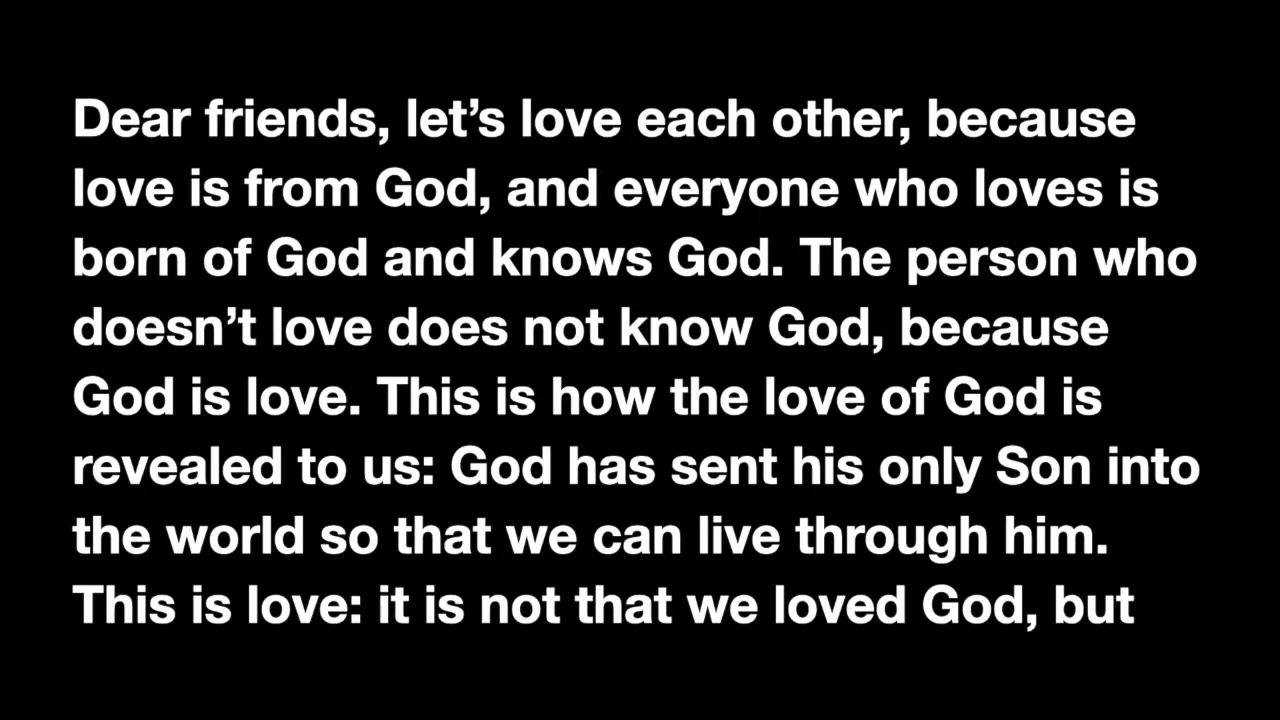 Dear friends, let’s love each other, because
love is from God, and everyone who loves is
born of God and knows God. The person who
doesn’t love does not know God, because
God is love. This is how the love of God is
revealed to us: God has sent his only Son into
the world so that we can live through him.
This is love: it is not that we loved God, but